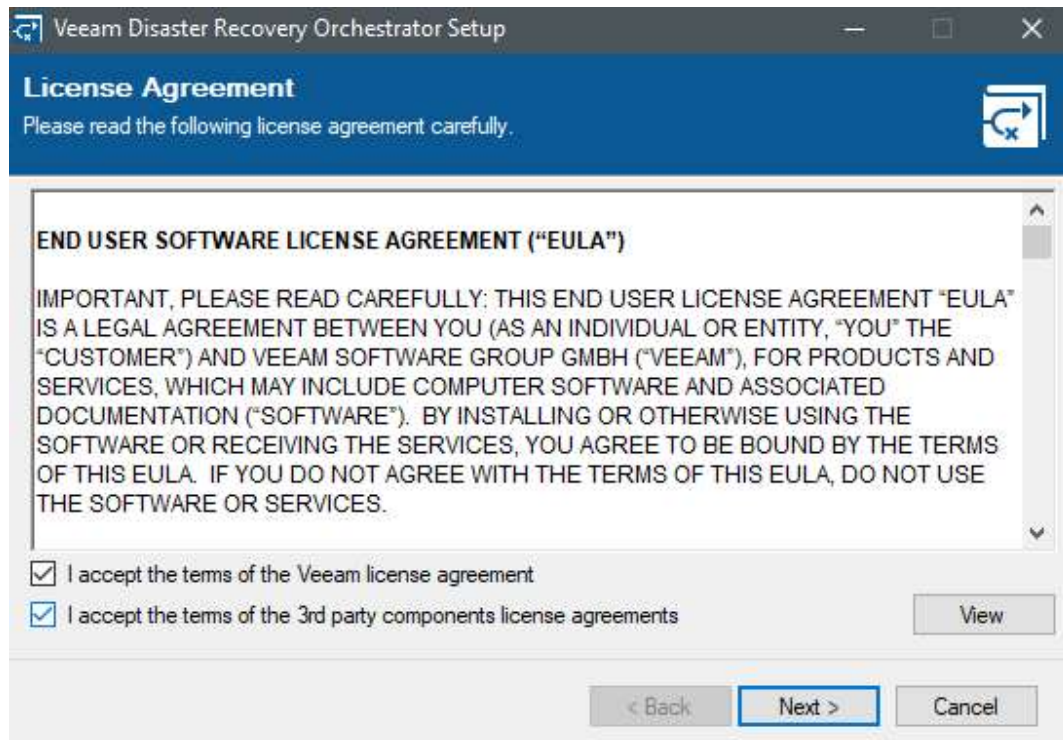 Veeam Disaster Recovery Orchestrator Setup
License Agreement
Please read the following license agreement carefully.
END USER SOFTWARE LICENSE AGREEMENT (“EULA”)
IMPORTANT, PLEASE READ CAREFULLY: THIS END USER LICENSE AGREEMENT “EULA”
IS A LEGAL AGREEMENT BETWEEN YOU (AS AN INDIVIDUAL OR ENTITY, “YOU” THE
“CUSTOMER”) AND VEEAM SOFTWARE GROUP GMBH (“VEEAM”), FOR PRODUCTS AND
SERVICES, WHICH MAY INCLUDE COMPUTER SOFTWARE AND ASSOCIATED
DOCUMENTATION (“SOFTWARE”).  BY INSTALLING OR OTHERWISE USING THE
SOFTWARE OR RECEIVING THE SERVICES, YOU AGREE TO BE BOUND BY THE TERMS
OF THIS EULA.  IF YOU DO NOT AGREE WITH THE TERMS OF THIS EULA, DO NOT USE
THE SOFTWARE OR SERVICES.
I accept the terms of the Veeam license agreement
I accept the terms of the 3rd party components license agreements
View
< Back
Next >
Cancel